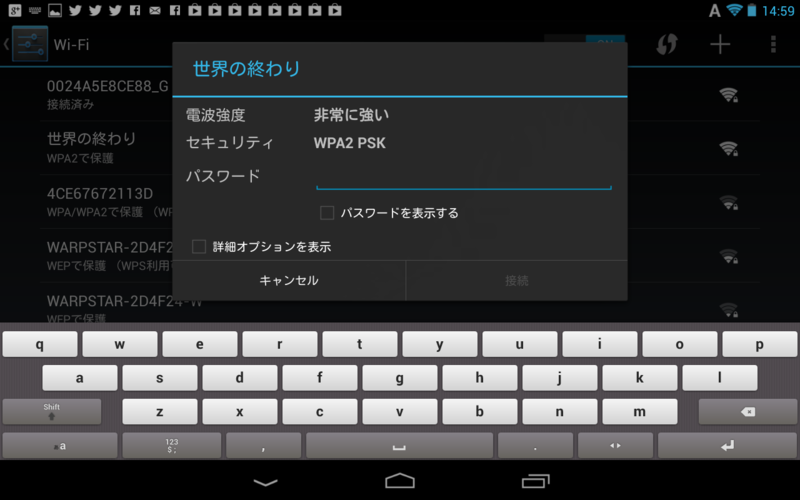 A 14:59
Wi-Fi
0024A5E8CE88_G
接続済み
世界の終わり
WPA2で保護
4CE67672113D
WPA/WPA2で保護 (WP
WARPSTAR-2D4F2
WEPで保護 (WPS利用
WARPSTAR-2D4F24-W
WEPで保護
世界の終わり
電波強度 非常に強い
セキュリティ WPA2 PSK
パスワード
パスワードを表示する
詳細オプションを表示
キャンセル 接続
q w e r t y u i o p
a s d f g h j k l
Shift z x c v b n m
a 123 $ ; , .